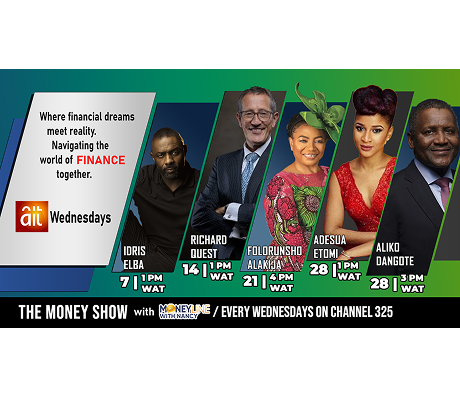 Where financial dreams
meet reality.
Navigating the
world of FINANCE
together.
ait Wednesdays
IDRIS
ELBA
7 | 1 PM
WAT
RICHARD
QUEST
14 | 1 PM
WAT
FOLORUNSHO
ALAKIJA
21 | 4 PM
WAT
ADESUA
ETOMI
28 | 1 PM
WAT
ALIKO
DANGOTE
28 | 3 PM
WAT
THE MONEY SHOW with MONEYLINE WITH NANCY / EVERY WEDNESDAYS ON CHANNEL 325